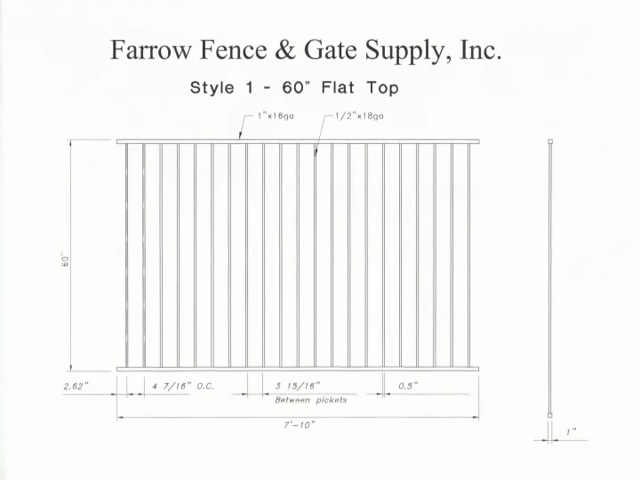 Farrow Fence & Gate Supply, Inc.
Style 1 - 60" Flat Top
1"x16ga
1/2"x18ga
60"
2.62"
4 7/16" O.C.
3 15/16"
Between pickets
0.5"
7'-10"
1"